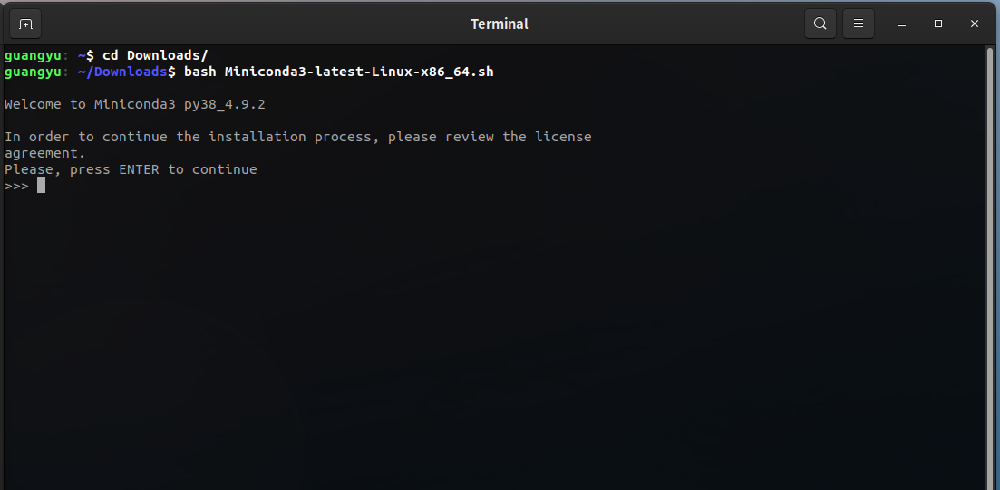 Terminal
guangyu: ~$ cd Downloads/
guangyu: ~/Downloads$ bash Miniconda3-latest-Linux-x86_64.sh
Welcome to Miniconda3 py38_4.9.2
In order to continue the installation process, please review the license
agreement.
Please, press ENTER to continue
>>>